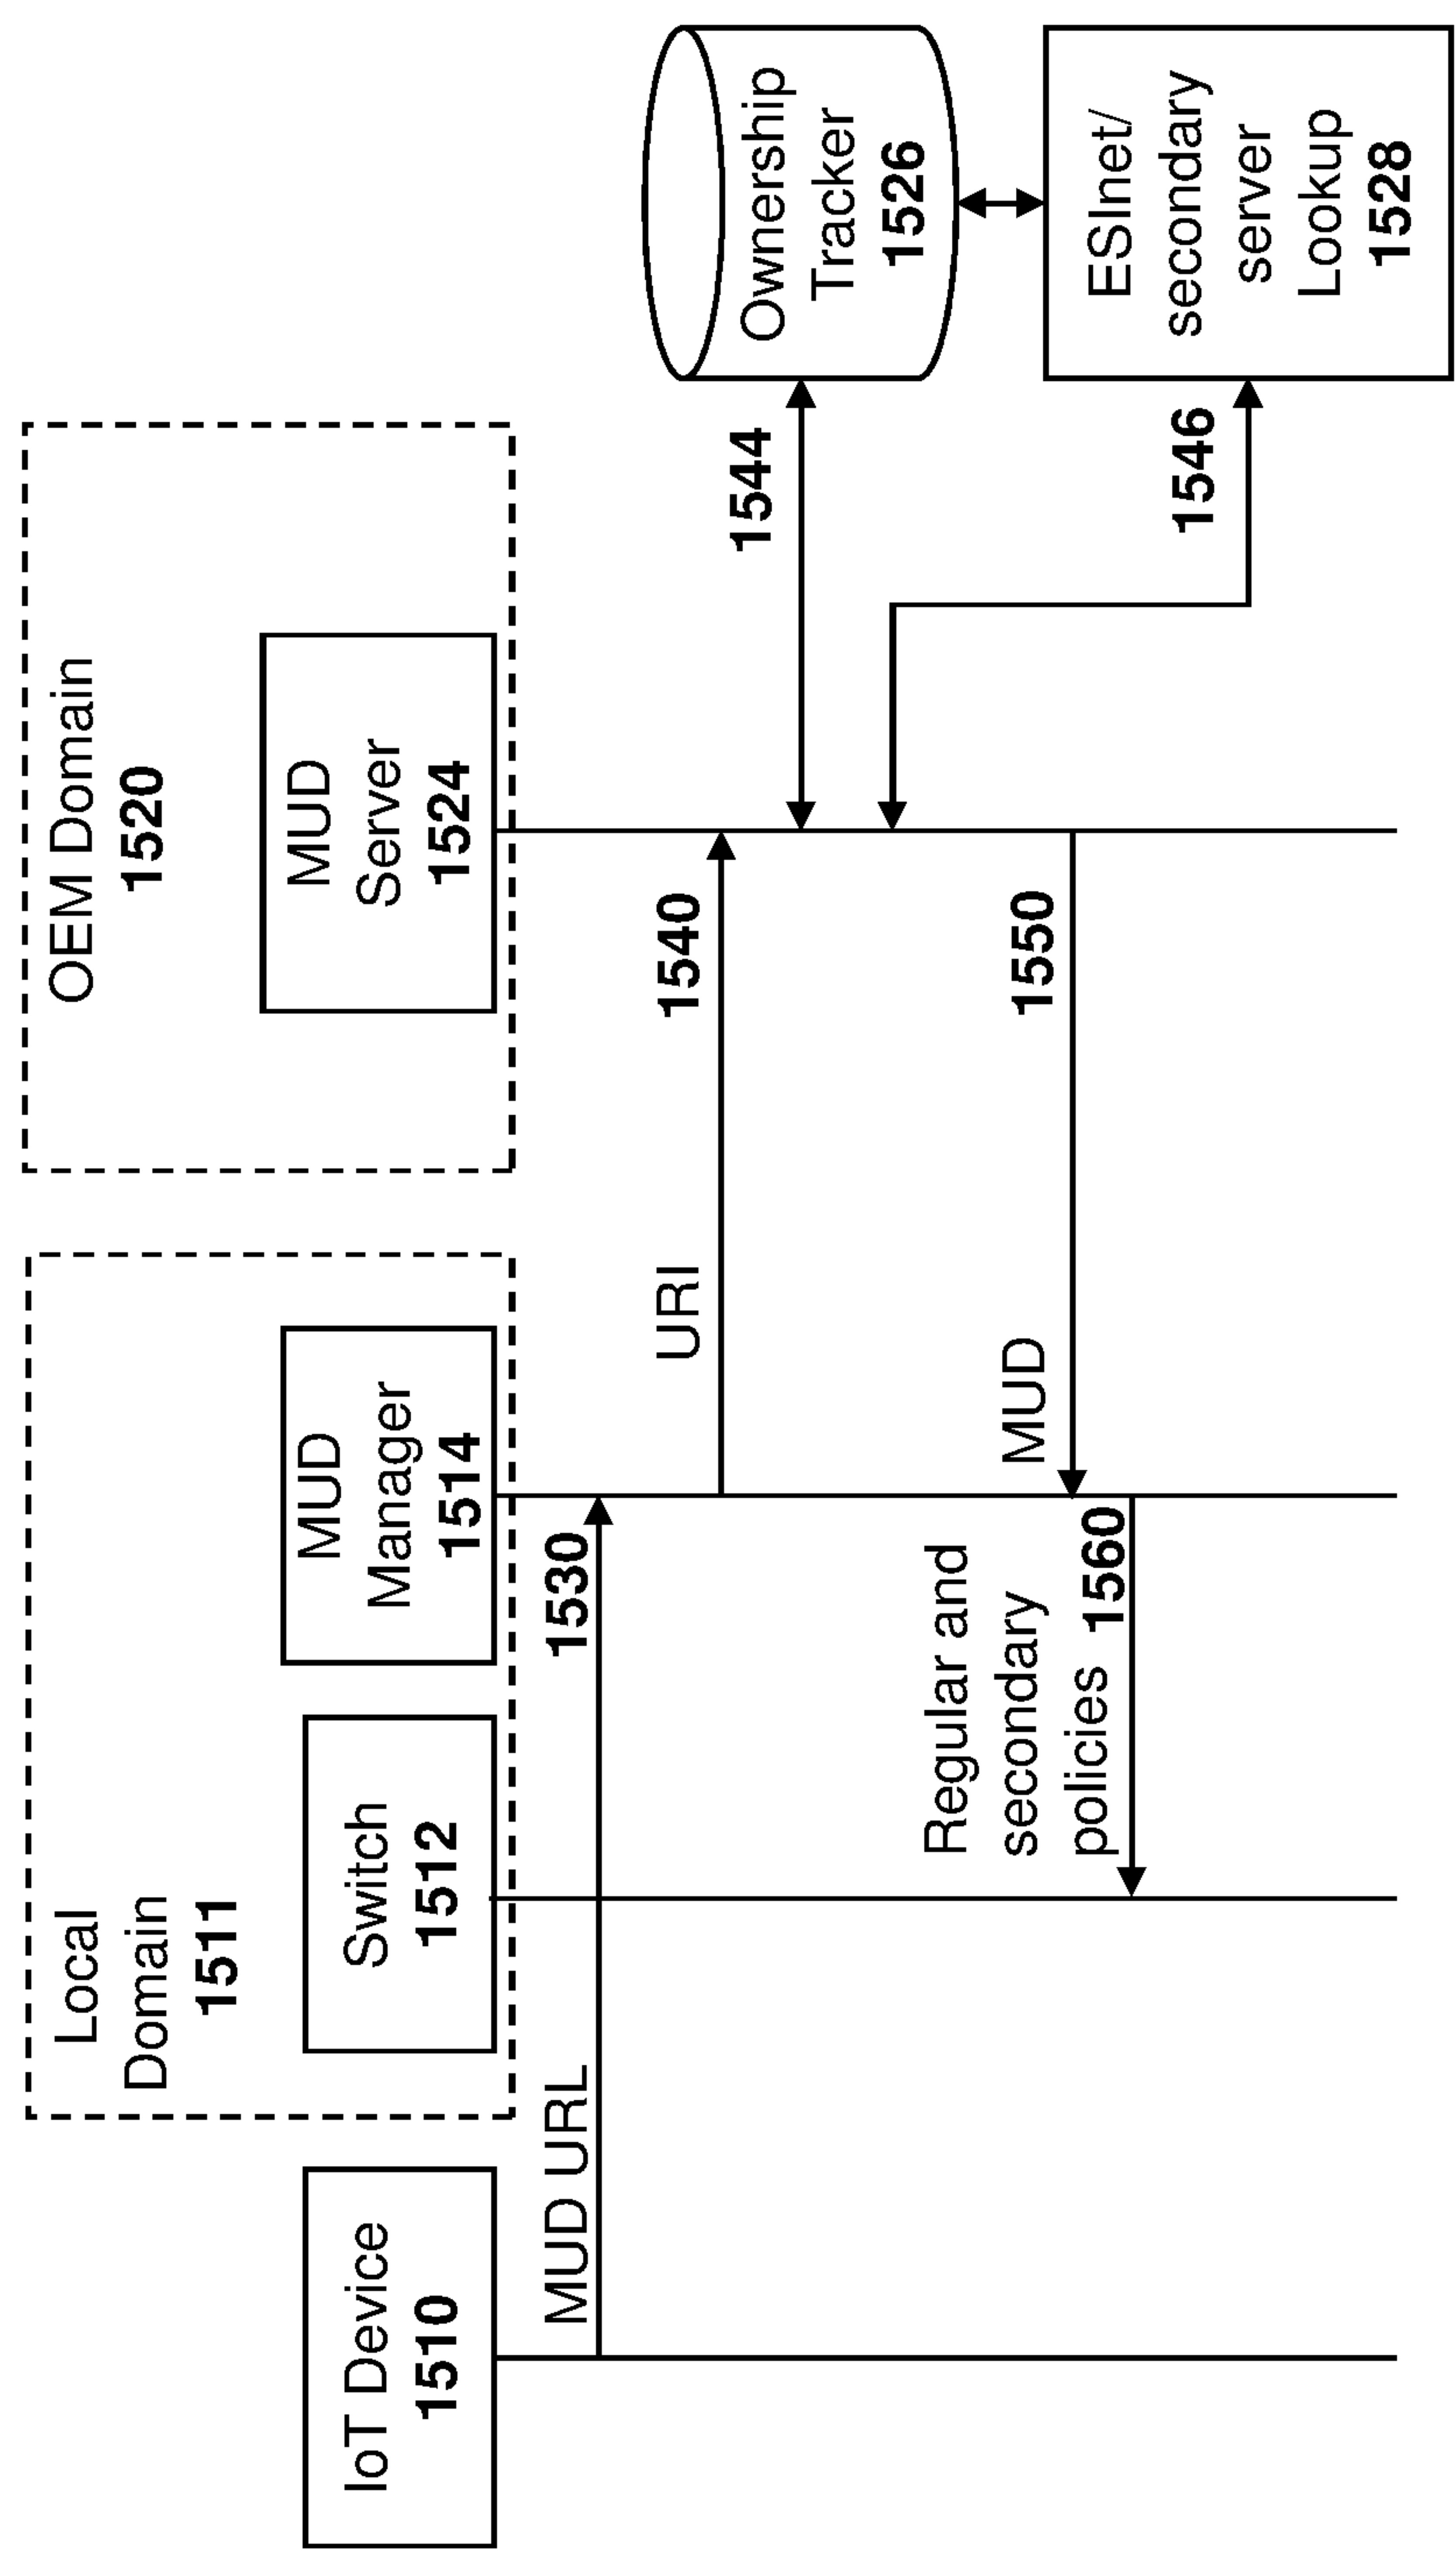 OEM Domain
1520
Local
Domain
1511
IoT Device
1510
Switch
1512
MUD
Manager
1514
MUD
Server
1524
MUD URL
1530
URI
1540
1544
Ownership
Tracker
1526
1546
ESInet/
secondary
server
Lookup
1528
MUD
1550
Regular and
secondary
policies 1560